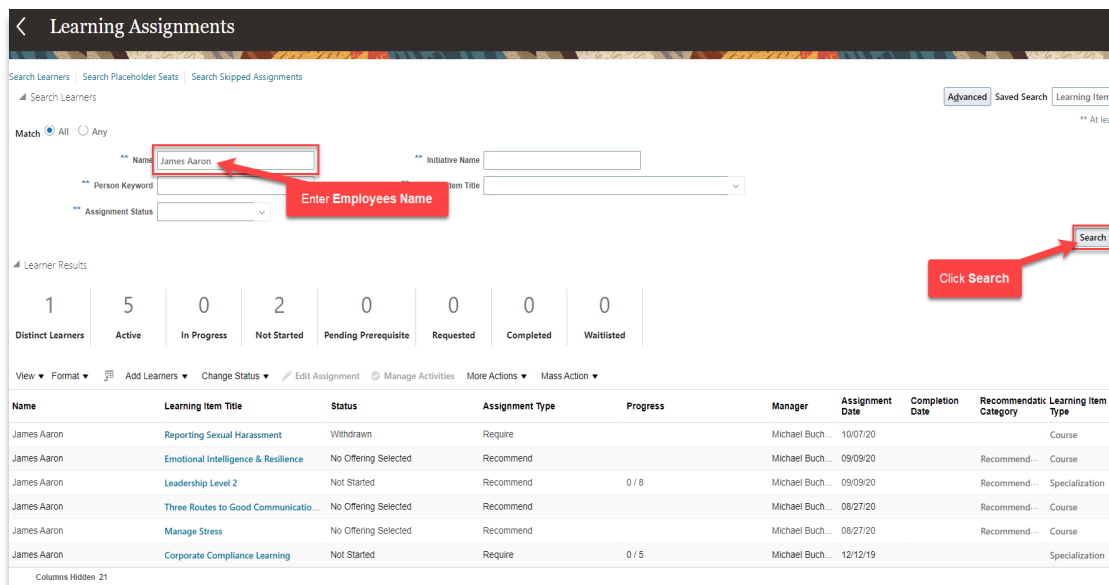 Learning Assignments
Search Learners Search Placeholder Seats Search Skipped Assignments
Search Learners
Advanced Saved Search Learning Item
** At lea
Match All Any
** Name James Aaron ** Initiative Name
** Person Keyword ** em Title
Enter Employees Name
** Assignment Status
Search
Click Search
Learner Results
1 5 0 2 0 0 0 0
Distinct Learners Active In Progress Not Started Pending Prerequisite Requested Completed Waitlisted
View Format Add Learners Change Status Edit Assignment Manage Activities More Actions Mass Action
Name Learning Item Title Status Assignment Type Progress Manager Assignment Date Completion Date Recommendatic Category Learning Item Type
James Aaron Reporting Sexual Harassment Withdrawn Require Michael Buch... 10/07/20 Course
James Aaron Emotional Intelligence & Resilience No Offering Selected Recommend Michael Buch... 09/09/20 Recommend... Course
James Aaron Leadership Level 2 Not Started Recommend 0 / 8 Michael Buch... 09/09/20 Recommend... Specialization
James Aaron Three Routes to Good Communicatio... No Offering Selected Recommend Michael Buch... 08/27/20 Recommend... Course
James Aaron Manage Stress No Offering Selected Recommend Michael Buch... 08/27/20 Recommend... Course
James Aaron Corporate Compliance Learning Not Started Require 0 / 5 Michael Buch... 12/12/19 Specialization
Columns Hidden 21